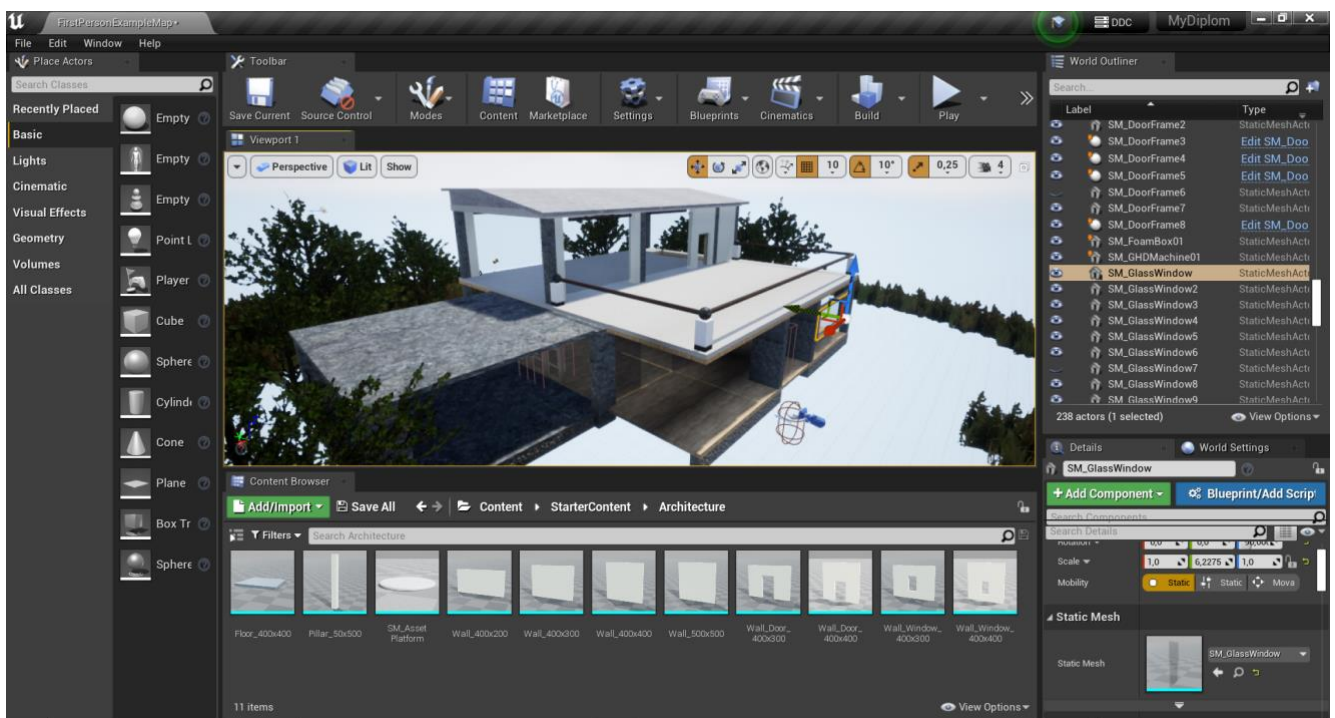 FirstPersonExampleMap•
DDC
MyDiplom
File Edit Window Help
Place Actors
Search Classes
Recently Placed
Basic
Lights
Cinematic
Visual Effects
Geometry
Volumes
All Classes
Empty
Empty
Empty
Point L
Player
Cube
Sphere
Cylinde
Cone
Plane
Box Tr
Sphere
Toolbar
Save Current Source Control Modes Content Marketplace Settings Blueprints Cinematics Build Play
Viewport 1
Perspective Lit Show 10 10° 0,25 4
Content Browser
Add/Import Save All Content StarterContent Architecture
Filters Search Architecture
Floor_400x400
Pillar_50x500
SM_Asset
Platform
Wall_400x200
Wall_400x300
Wall_400x400
Wall_500x500
Wall_Door_
400x300
Wall_Door_
400x400
Wall_Window_
400x300
Wall_Window_
400x400
11 items View Options
World Outliner
Search...
Label Type
SM_DoorFrame2 StaticMeshActi
SM_DoorFrame3 Edit SM_Doo
SM_DoorFrame4 Edit SM_Doo
SM_DoorFrame5 Edit SM_Doo
SM_DoorFrame6 StaticMeshActi
SM_DoorFrame7 StaticMeshActi
SM_DoorFrame8 Edit SM_Doo
SM_FoamBox01 StaticMeshActi
SM_GHDMachine01 StaticMeshActi
SM_GlassWindow StaticMeshActi
SM_GlassWindow2 StaticMeshActi
SM_GlassWindow3 StaticMeshActi
SM_GlassWindow4 StaticMeshActi
SM_GlassWindow5 StaticMeshActi
SM_GlassWindow6 StaticMeshActi
SM_GlassWindow7 StaticMeshActi
SM_GlassWindow8 StaticMeshActi
SM_GlassWindow9 StaticMeshActi
238 actors (1 selected) View Options
Details World Settings
SM_GlassWindow
+ Add Component Blueprint/Add Script
Search Components
Search Details
Rotation 0,0 0,0
Scale 1,0 6,2275 1,0
Mobility Static Static Mova
Static Mesh
Static Mesh SM_GlassWindow